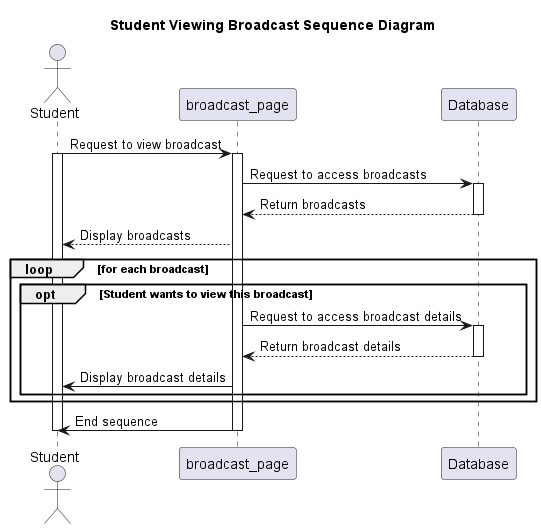 Student Viewing Broadcast Sequence Diagram
Student
broadcast_page
Database
Request to view broadcast
Request to access broadcasts
Return broadcasts
Display broadcasts
loop [for each broadcast]
opt [Student wants to view this broadcast]
Request to access broadcast details
Return broadcast details
Display broadcast details
End sequence
Student
broadcast_page
Database